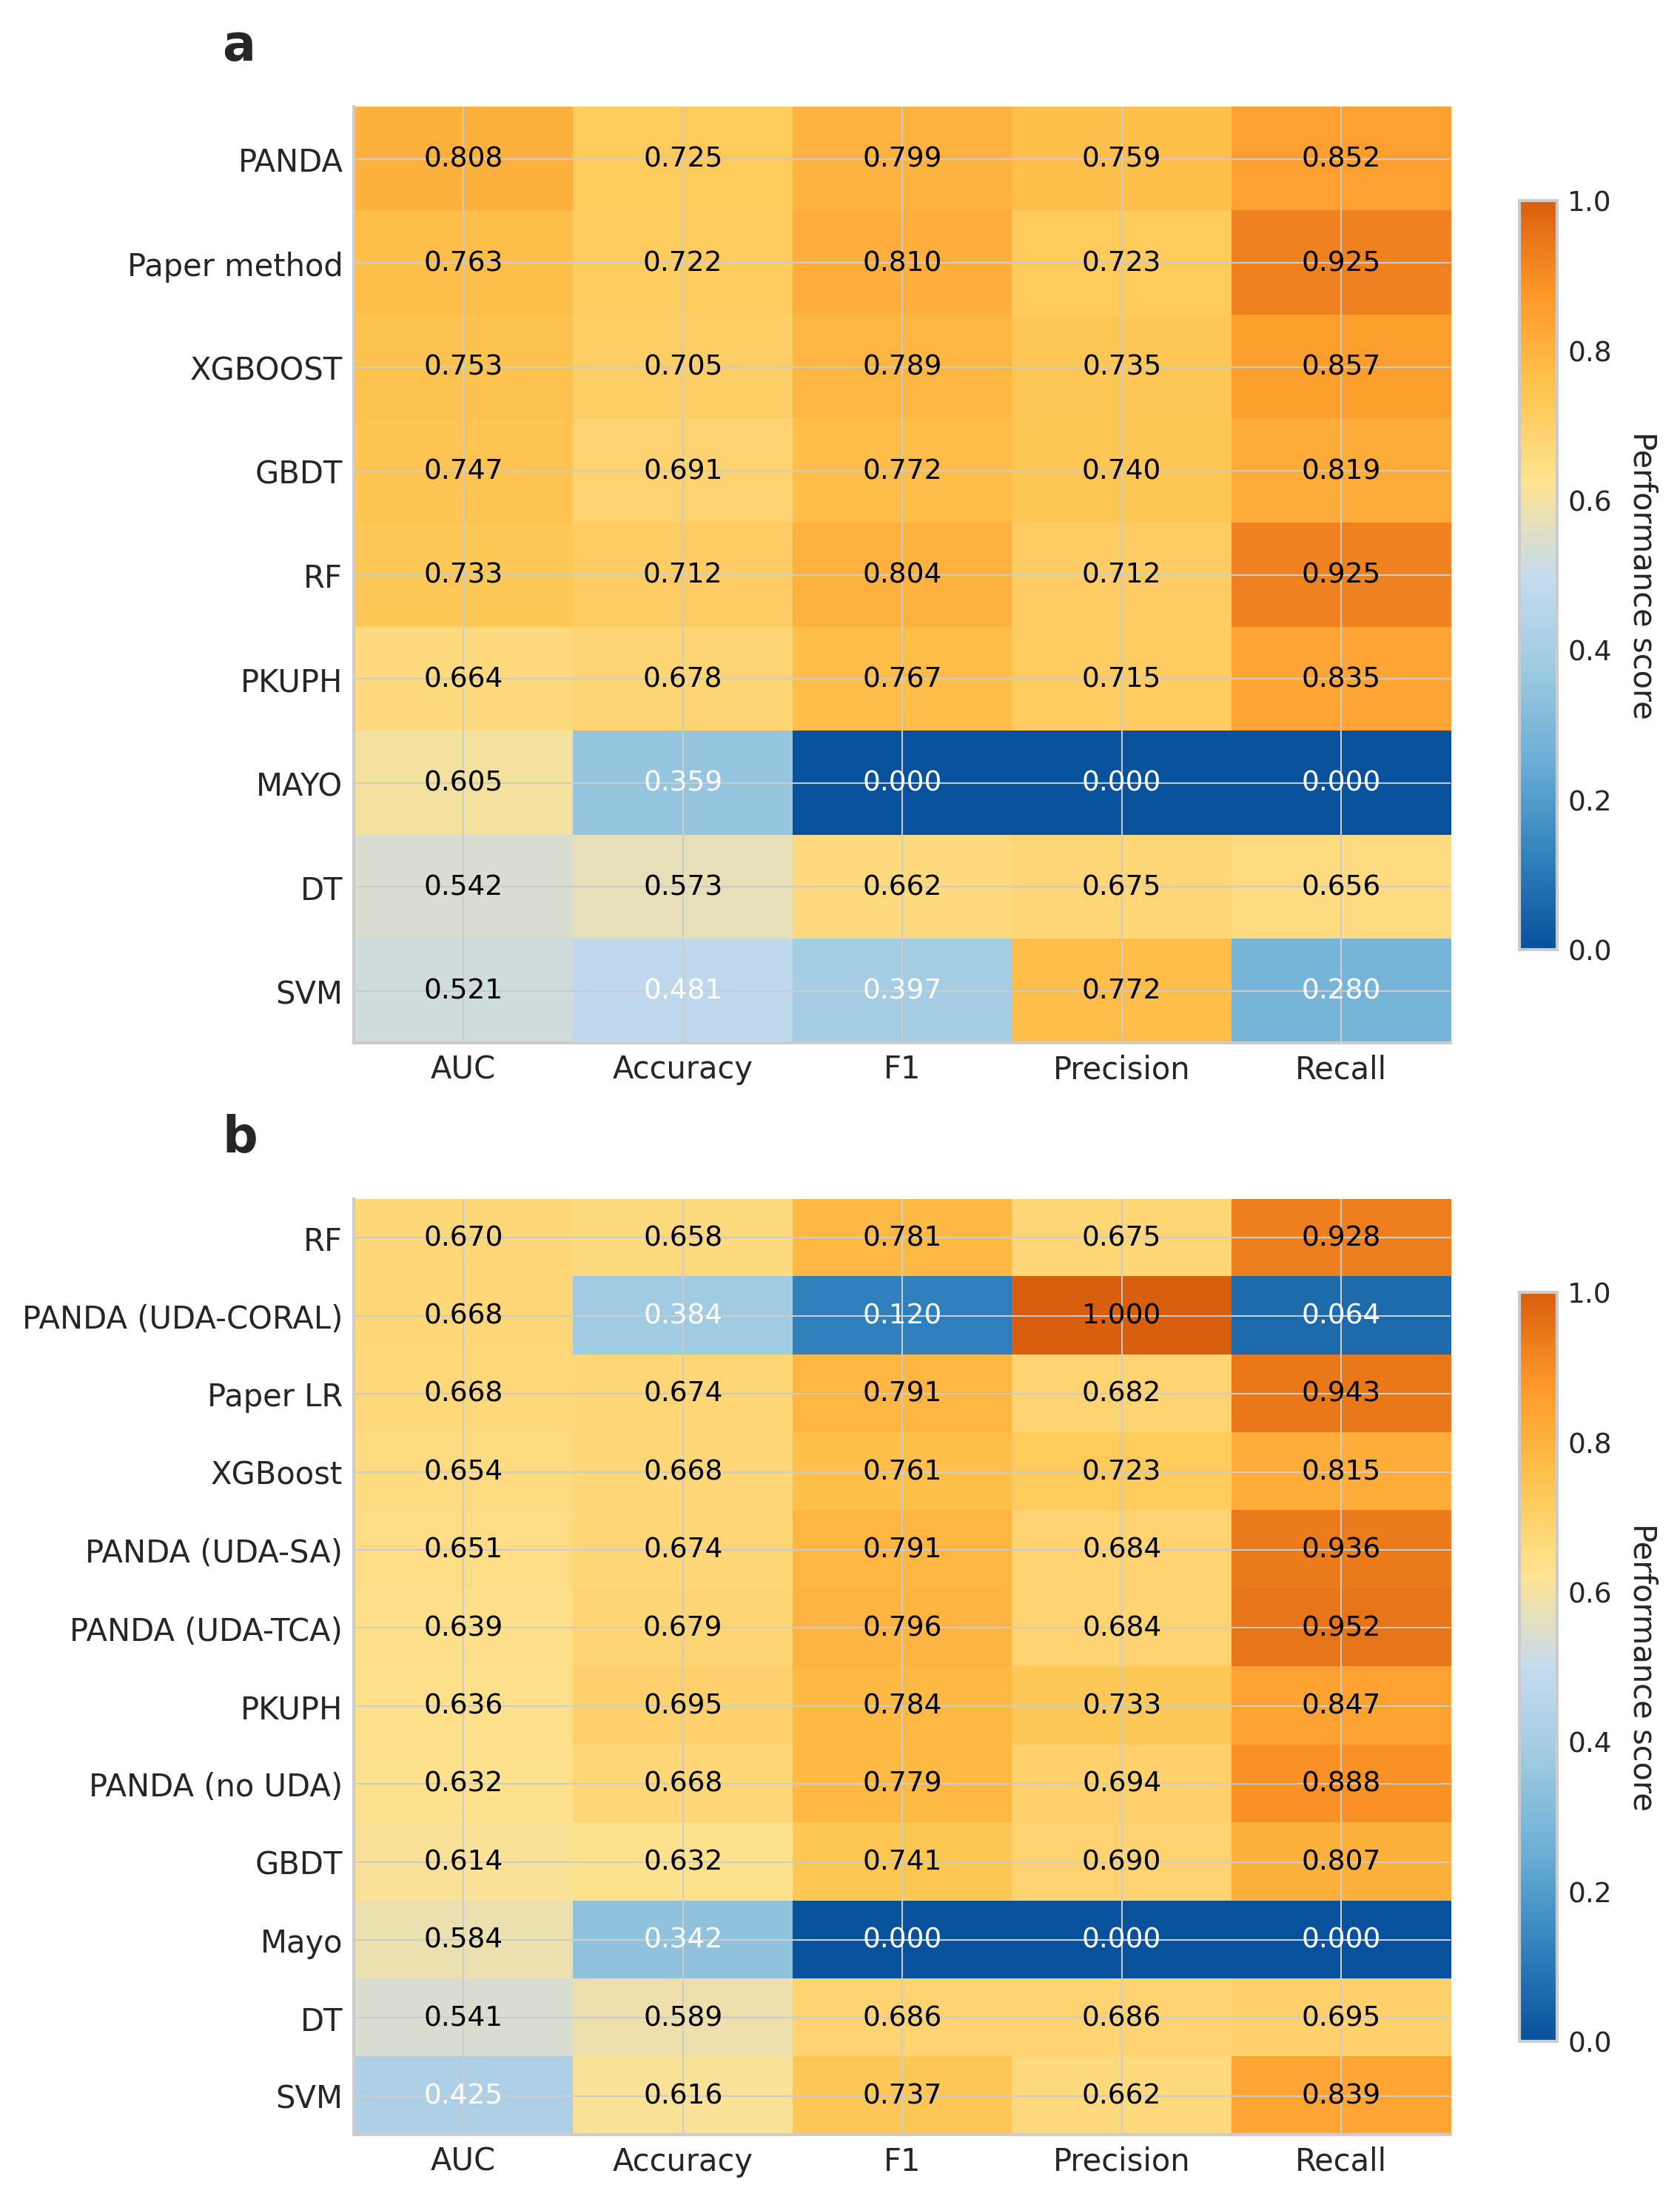 a
PANDA 0.808 0.725 0.799 0.759 0.852
Paper method 0.763 0.722 0.810 0.723 0.925
XGBOOST 0.753 0.705 0.789 0.735 0.857
GBDT 0.747 0.691 0.772 0.740 0.819
RF 0.733 0.712 0.804 0.712 0.925
PKUPH 0.664 0.678 0.767 0.715 0.835
MAYO 0.605 0.359 0.000 0.000 0.000
DT 0.542 0.573 0.662 0.675 0.656
SVM 0.521 0.481 0.397 0.772 0.280
AUC Accuracy F1 Precision Recall
1.0
0.8
0.6
0.4
0.2
0.0
Performance score
b
RF 0.670 0.658 0.781 0.675 0.928
PANDA (UDA-CORAL) 0.668 0.384 0.120 1.000 0.064
Paper LR 0.668 0.674 0.791 0.682 0.943
XGBoost 0.654 0.668 0.761 0.723 0.815
PANDA (UDA-SA) 0.651 0.674 0.791 0.684 0.936
PANDA (UDA-TCA) 0.639 0.679 0.796 0.684 0.952
PKUPH 0.636 0.695 0.784 0.733 0.847
PANDA (no UDA) 0.632 0.668 0.779 0.694 0.888
GBDT 0.614 0.632 0.741 0.690 0.807
Mayo 0.584 0.342 0.000 0.000 0.000
DT 0.541 0.589 0.686 0.686 0.695
SVM 0.425 0.616 0.737 0.662 0.839
AUC Accuracy F1 Precision Recall
1.0
0.8
0.6
0.4
0.2
0.0
Performance score